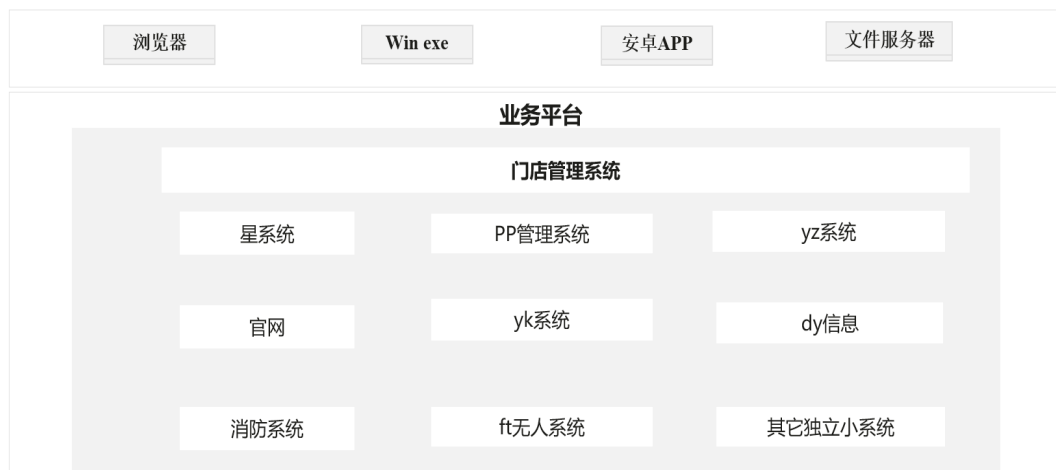 浏览器
Win exe
安卓APP
文件服务器
业务平台
门店管理系统
星系统
PP管理系统
yz系统
官网
yk系统
dy信息
消防系统
ft无人系统
其它独立小系统